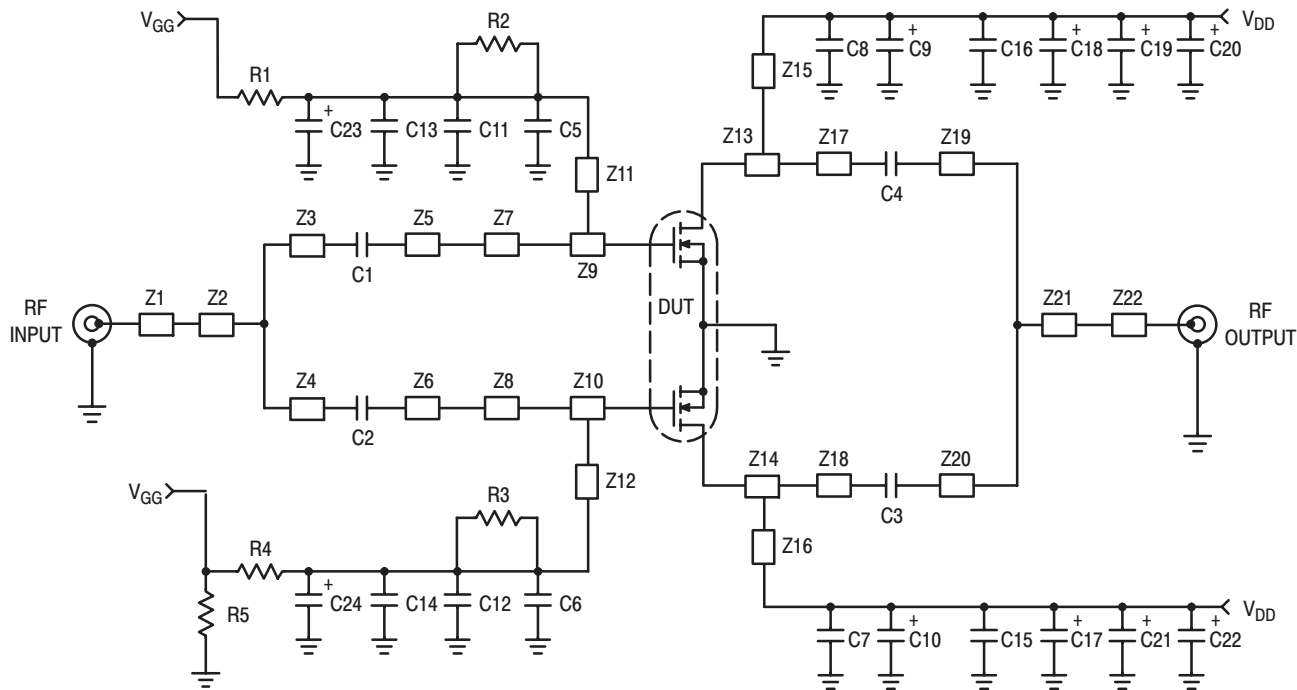 VGG
R1
R2
+
C23
C13
C11
C5
Z11
Z15
C8
+
C9
C16
+
C18
+
C19
+
C20
VDD
Z13
Z17
C4
Z19
Z3
C1
Z5
Z7
Z9
RF
INPUT
Z1
Z2
DUT
Z21
Z22
RF
OUTPUT
Z4
C2
Z6
Z8
Z10
Z12
Z14
Z18
C3
Z20
Z16
VGG
R5
R4
R3
+
C24
C14
C12
C6
C7
+
C10
C15
+
C17
+
C21
+
C22
VDD